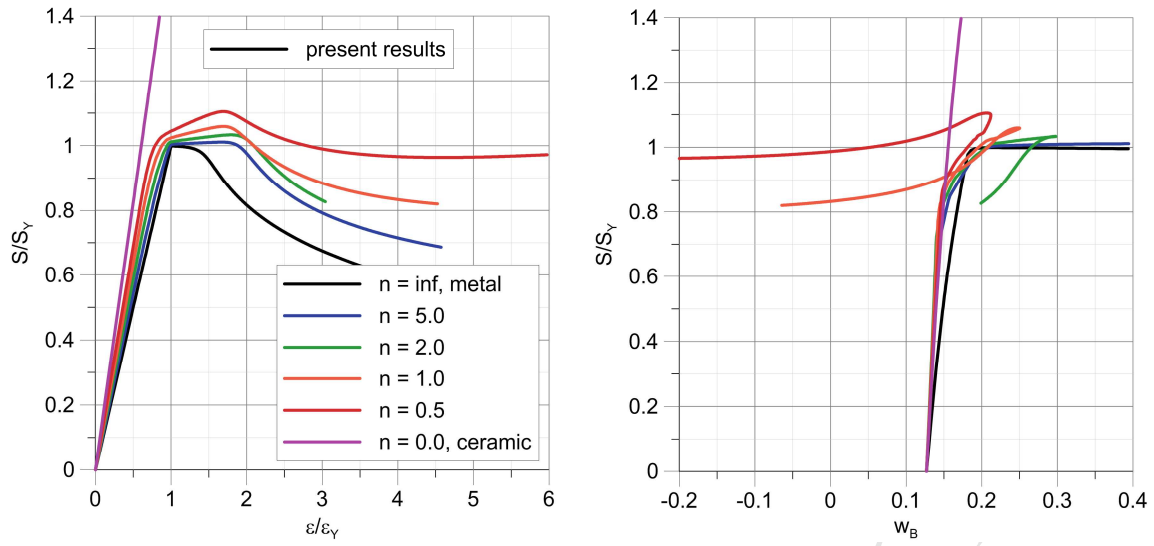 1.4
1.2
1
0.8
0.6
0.4
0.2
0
S/S_Y
present results
n = inf, metal
n = 5.0
n = 2.0
n = 1.0
n = 0.5
n = 0.0, ceramic
0 1 2 3 4 5 6
ε/ε_Y
1.4
1.2
1
0.8
0.6
0.4
0.2
0
S/S_Y
-0.2 -0.1 0 0.1 0.2 0.3 0.4
w_B